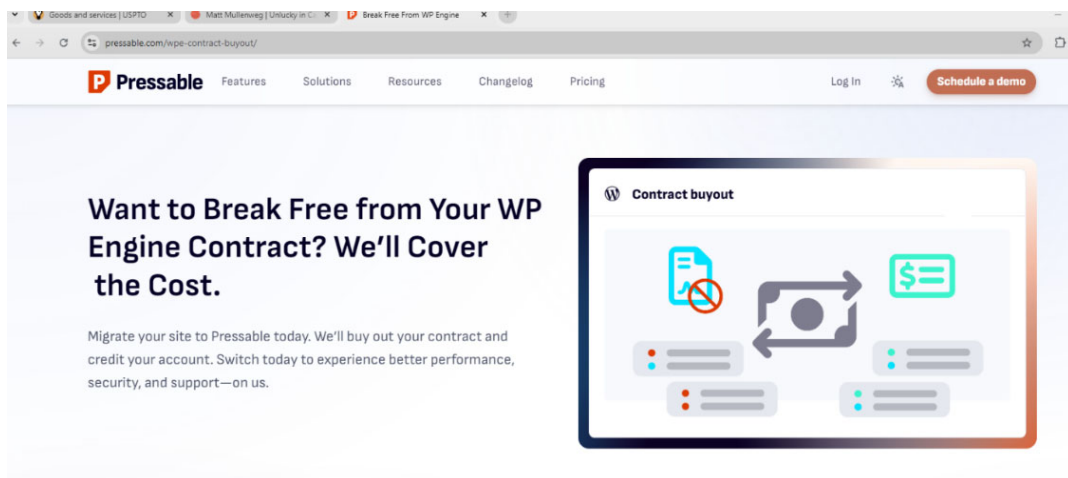 Goods and services | USPTO
Matt Mullenweg | Unlucky in C
Break Free From WP Engine
pressable.com/wpe-contract-buyout/
Pressable
Features
Solutions
Resources
Changelog
Pricing
Log In
Schedule a demo
Want to Break Free from Your WP
Engine Contract? We’ll Cover
the Cost.
Migrate your site to Pressable today. We’ll buy out your contract and
credit your account. Switch today to experience better performance,
security, and support—on us.
Contract buyout